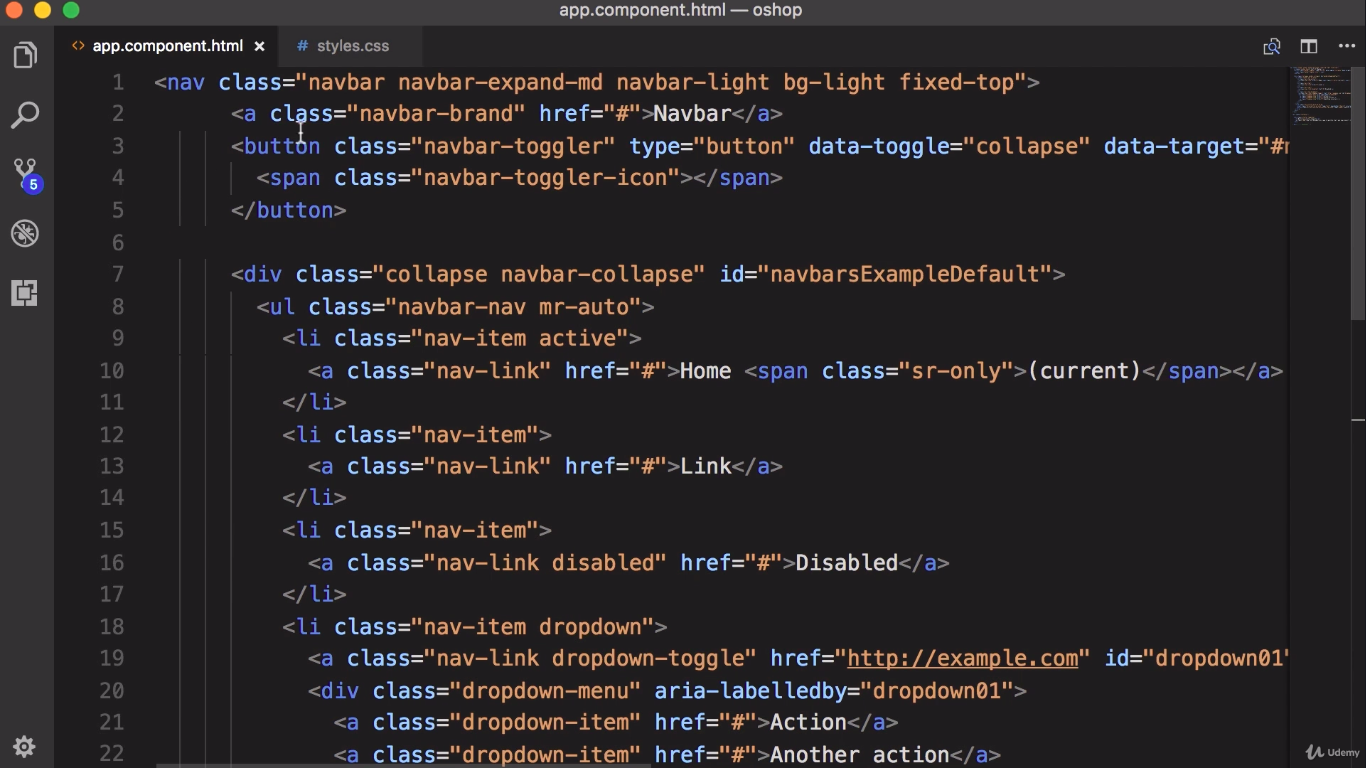 app.component.html — oshop
<> app.component.html ×
# styles.css
1 <nav class="navbar navbar-expand-md navbar-light bg-light fixed-top">
2 <a class="navbar-brand" href="#">Navbar</a>
3 <button class="navbar-toggler" type="button" data-toggle="collapse" data-target="#
4 <span class="navbar-toggler-icon"></span>
5 </button>
6
7 <div class="collapse navbar-collapse" id="navbarsExampleDefault">
8 <ul class="navbar-nav mr-auto">
9 <li class="nav-item active">
10 <a class="nav-link" href="#">Home <span class="sr-only">(current)</span></a>
11 </li>
12 <li class="nav-item">
13 <a class="nav-link" href="#">Link</a>
14 </li>
15 <li class="nav-item">
16 <a class="nav-link disabled" href="#">Disabled</a>
17 </li>
18 <li class="nav-item dropdown">
19 <a class="nav-link dropdown-toggle" href="http://example.com" id="dropdown01"
20 <div class="dropdown-menu" aria-labelledby="dropdown01">
21 <a class="dropdown-item" href="#">Action</a>
22 <a class="dropdown-item" href="#">Another action</a>
5
Udemy